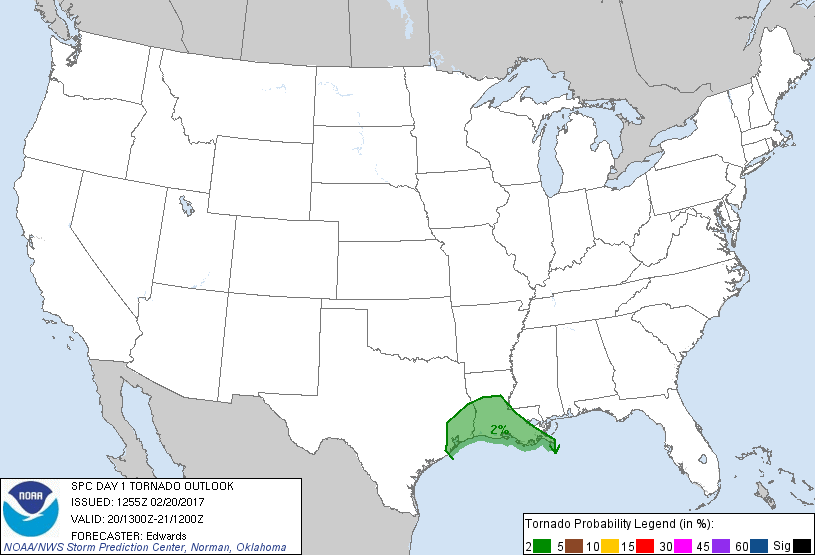 2%
NOAA
SPC DAY 1 TORNADO OUTLOOK
ISSUED: 1255Z 02/20/2017
VALID: 20/1300Z-21/1200Z
FORECASTER: Edwards
NOAA/NWS Storm Prediction Center, Norman, Oklahoma
Tornado Probability Legend (in %):
2 5 10 15 30 45 60 Sig